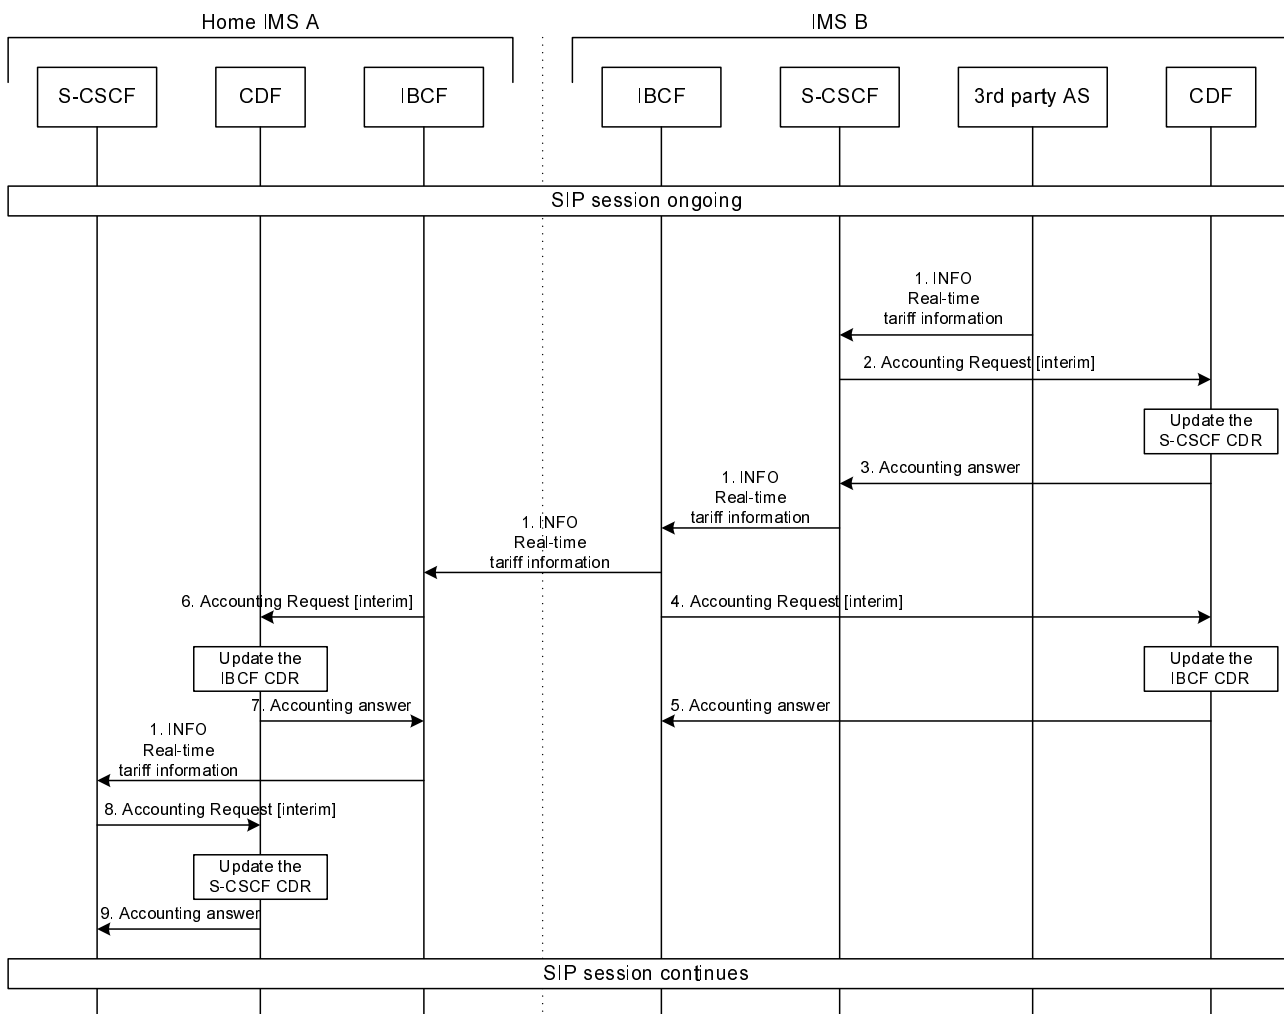 Home IMS A
IMS B
S-CSCF
CDF
IBCF
IBCF
S-CSCF
3rd party AS
CDF
SIP session ongoing
1. INFO
Real-time
tariff information
2. Accounting Request [interim]
Update the
S-CSCF CDR
3. Accounting answer
1. INFO
Real-time
tariff information
1. INFO
Real-time
tariff information
6. Accounting Request [interim]
4. Accounting Request [interim]
Update the
IBCF CDR
Update the
IBCF CDR
7. Accounting answer
5. Accounting answer
1. INFO
Real-time
tariff information
8. Accounting Request [interim]
Update the
S-CSCF CDR
9. Accounting answer
SIP session continues